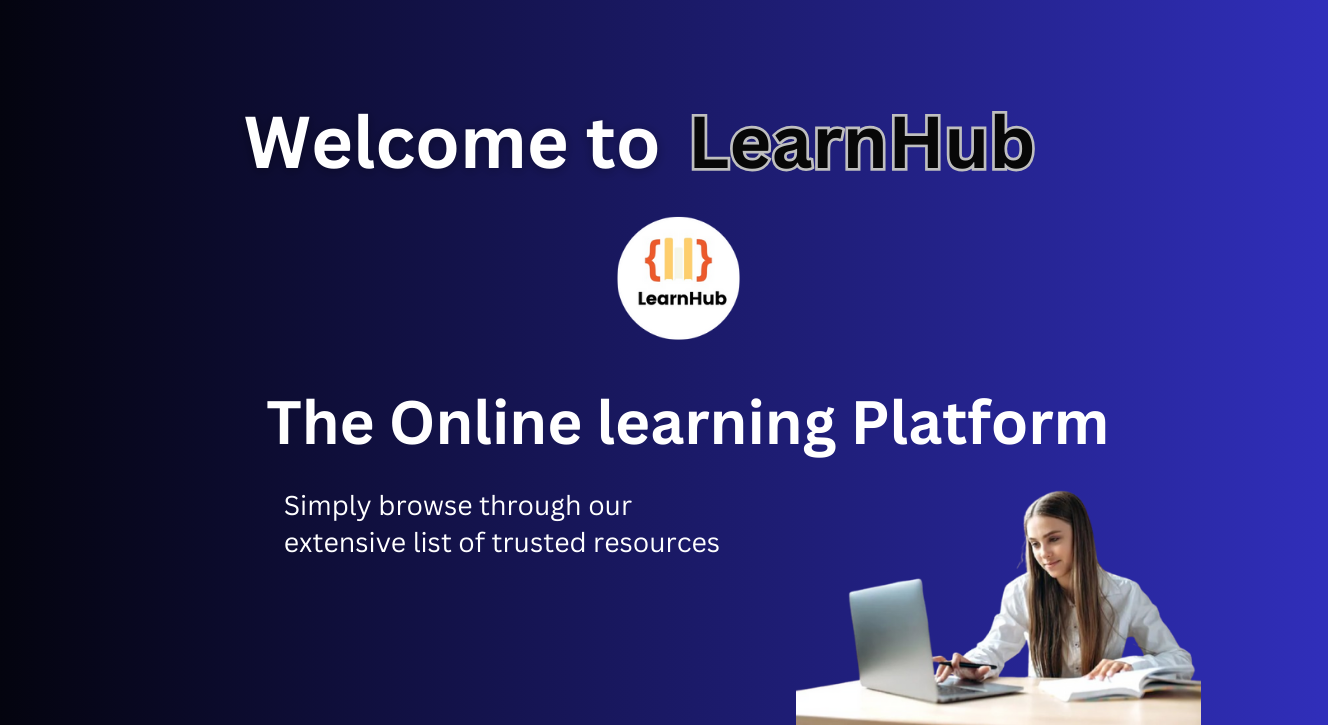 Welcome to LearnHub
{ }
LearnHub
The Online learning Platform
Simply browse through our
extensive list of trusted resources